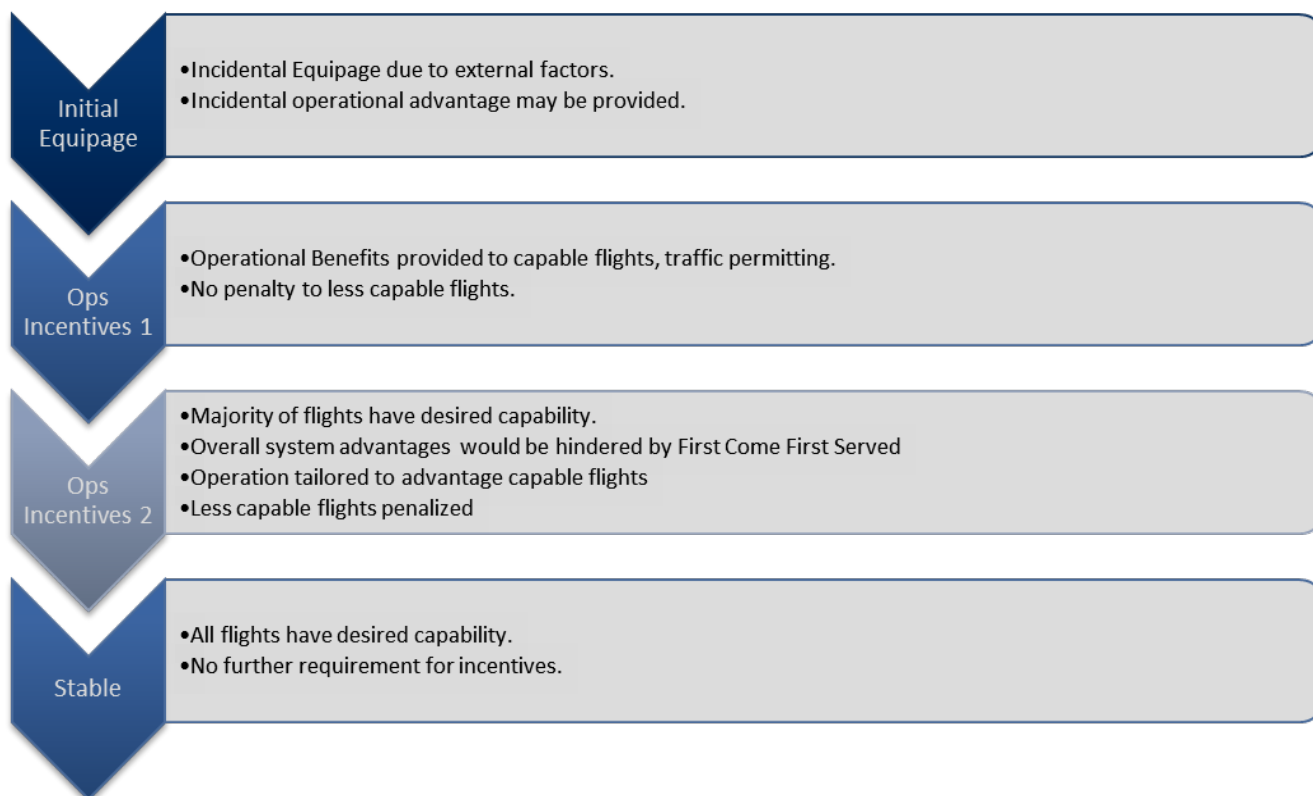 Initial
Equipage
•Incidental Equipage due to external factors.
•Incidental operational advantage may be provided.
Ops
Incentives 1
•Operational Benefits provided to capable flights, traffic permitting.
•No penalty to less capable flights.
Ops
Incentives 2
•Majority of flights have desired capability.
•Overall system advantages would be hindered by First Come First Served
•Operation tailored to advantage capable flights
•Less capable flights penalized
Stable
•All flights have desired capability.
•No further requirement for incentives.